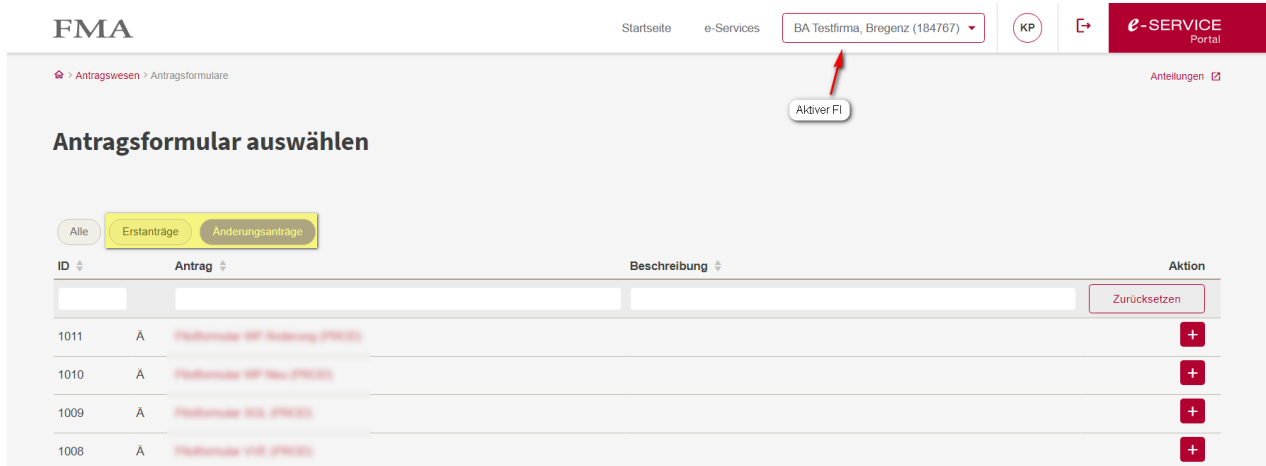 FMA
Startseite e-Services BA Testfirma, Bregenz (184767) KP e-SERVICE
Portal
> Antragswesen > Antragsformulare Anteilungen
Aktiver FI
Antragsformular auswählen
Alle Erstanträge Änderungsanträge
ID Antrag Beschreibung Aktion
Zurücksetzen
1011 Ä +
1010 Ä +
1009 Ä +
1008 Ä +